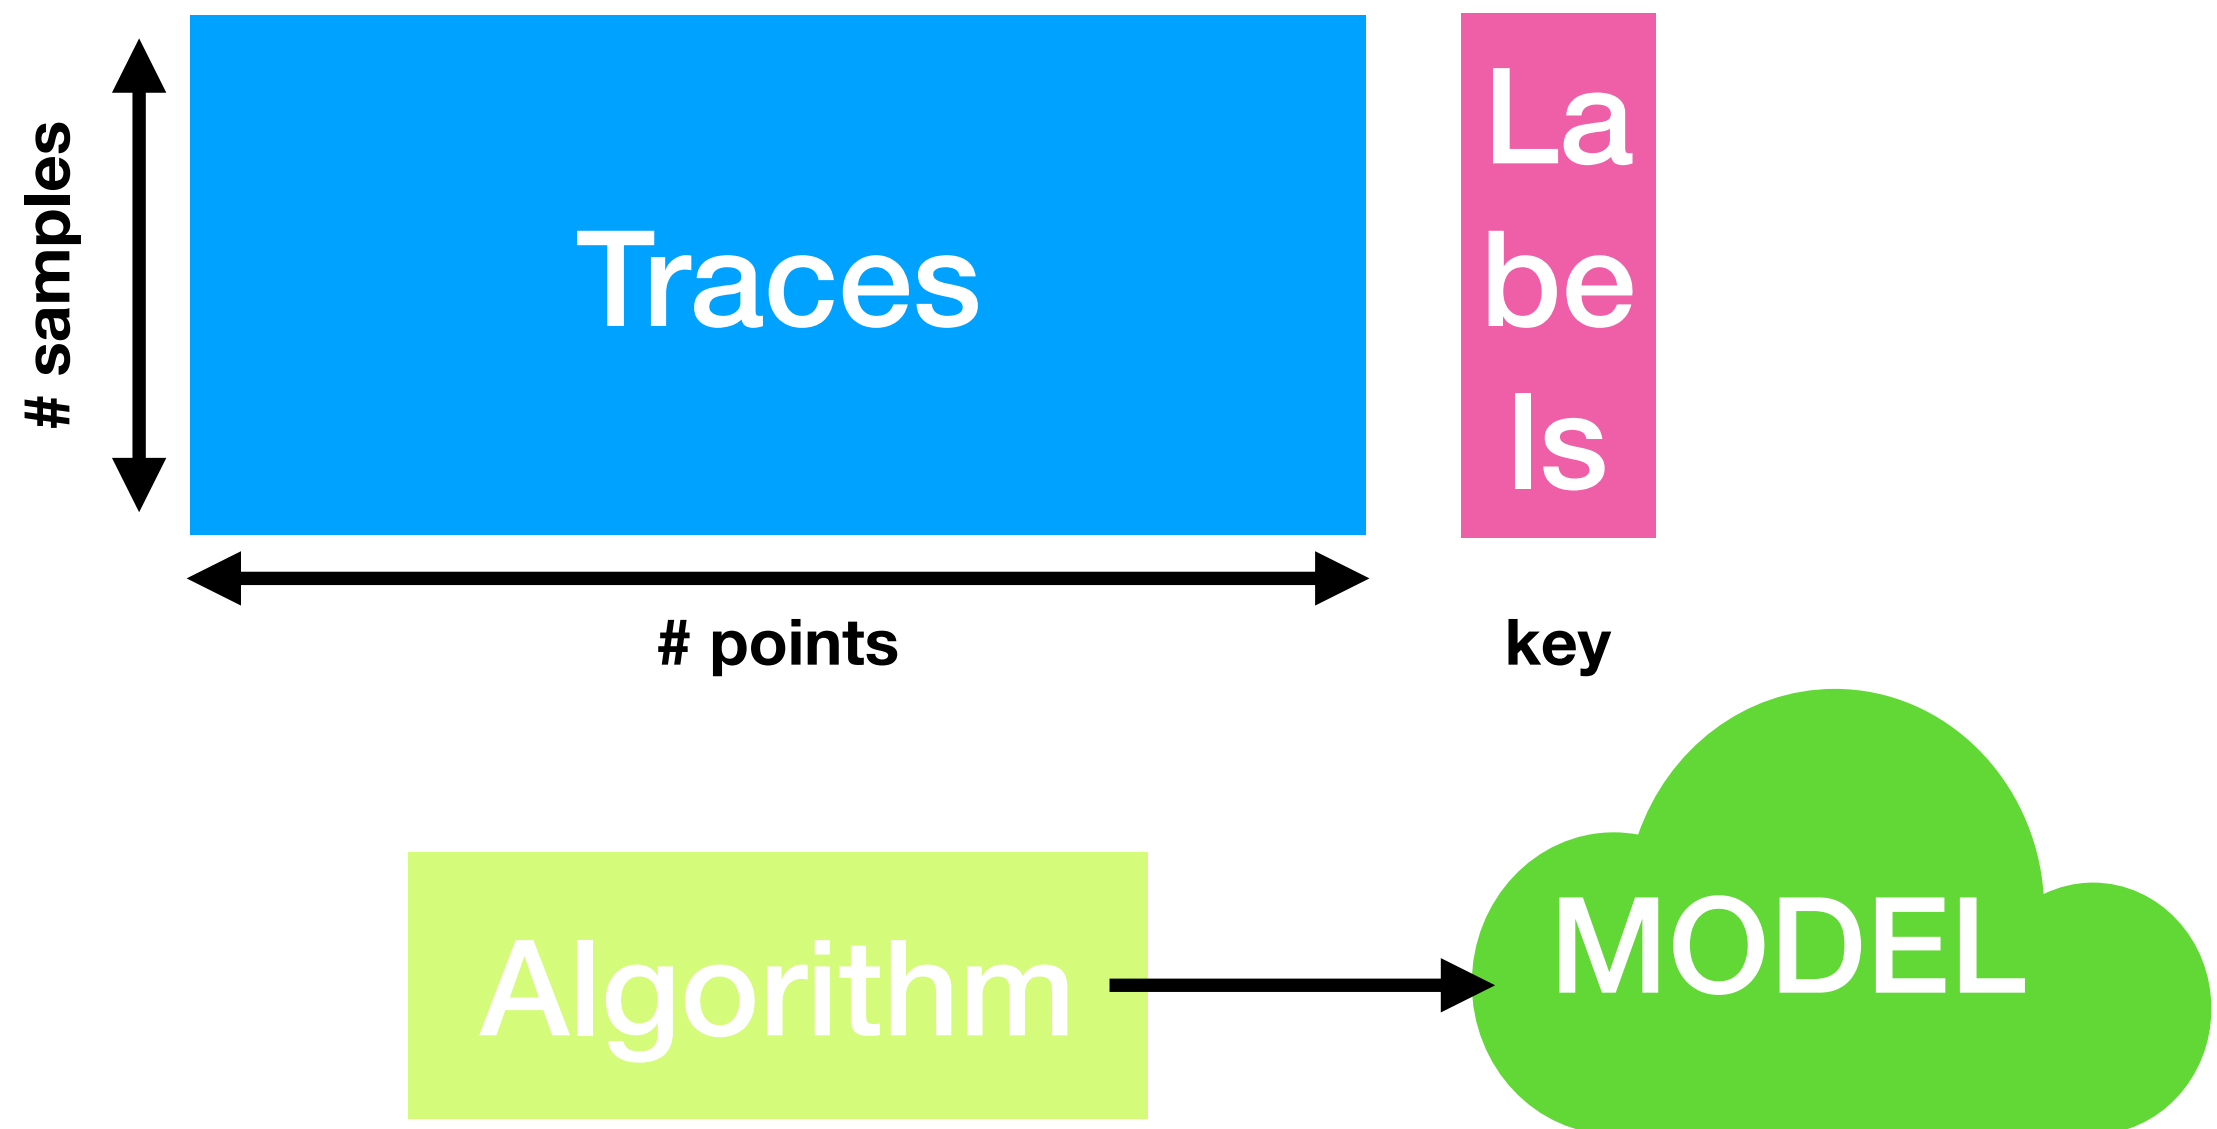 # samples
Traces
La
be
ls
# points
key
Algorithm
MODEL